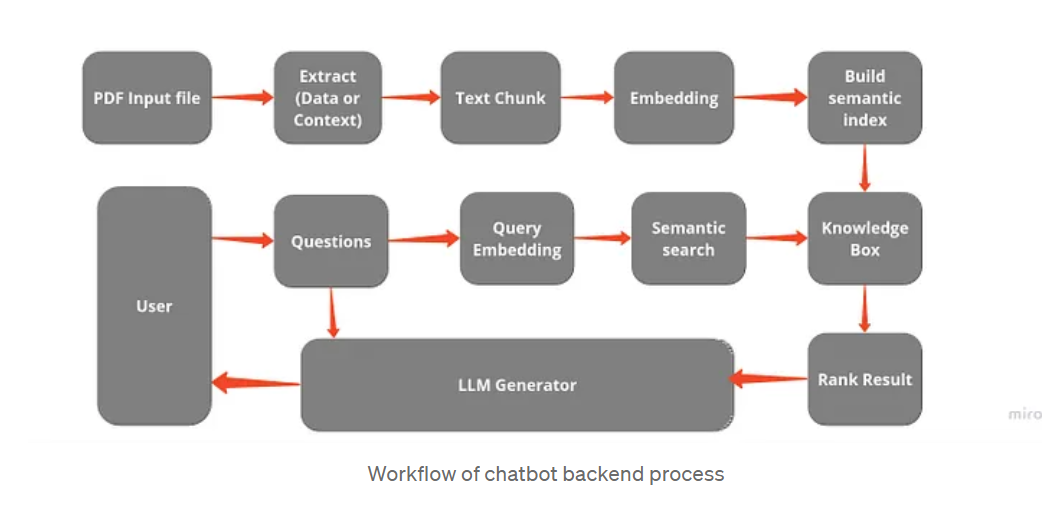 PDF Input file
Extract
(Data or
Context)
Text Chunk
Embedding
Build
semantic
index
User
Questions
Query
Embedding
Semantic
search
Knowledge
Box
LLM Generator
Rank Result
miro
Workflow of chatbot backend process